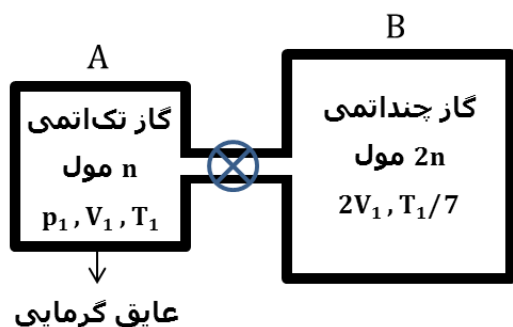 A
گاز تک‌اتمی
n مول
p₁ , V₁ , T₁
عایق گرمایی
B
گاز چنداتمی
2n مول
2V₁ , T₁/7